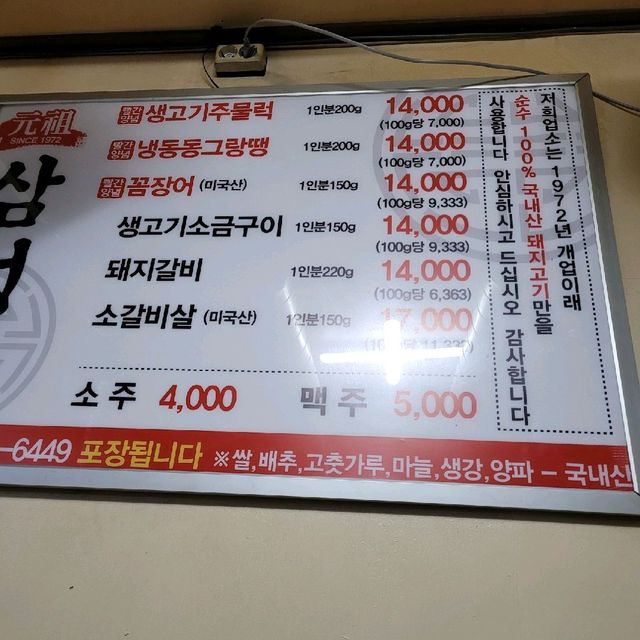 元祖
SINCE 1972
삼
빨간양념 생고기주물럭 1인분200g 14,000
(100g당 7,000)
빨간양념 냉동동그랑땡 1인분200g 14,000
(100g당 7,000)
빨간양념 꼼장어 (미국산) 1인분150g 14,000
(100g당 9,333)
생고기소금구이 1인분150g 14,000
(100g당 9,333)
돼지갈비 1인분220g 14,000
(100g당 6,363)
소갈비살 (미국산) 1인분150g 17,000
소주 4,000 맥주 5,000
저희업소는 1972년 개업이래
순수 100% 국내산 돼지고기만을
사용합니다 안심하시고 드십시오 감사합니다
-6449 포장됩니다 ※쌀,배추,고춧가루,마늘,생강,양파 – 국내산